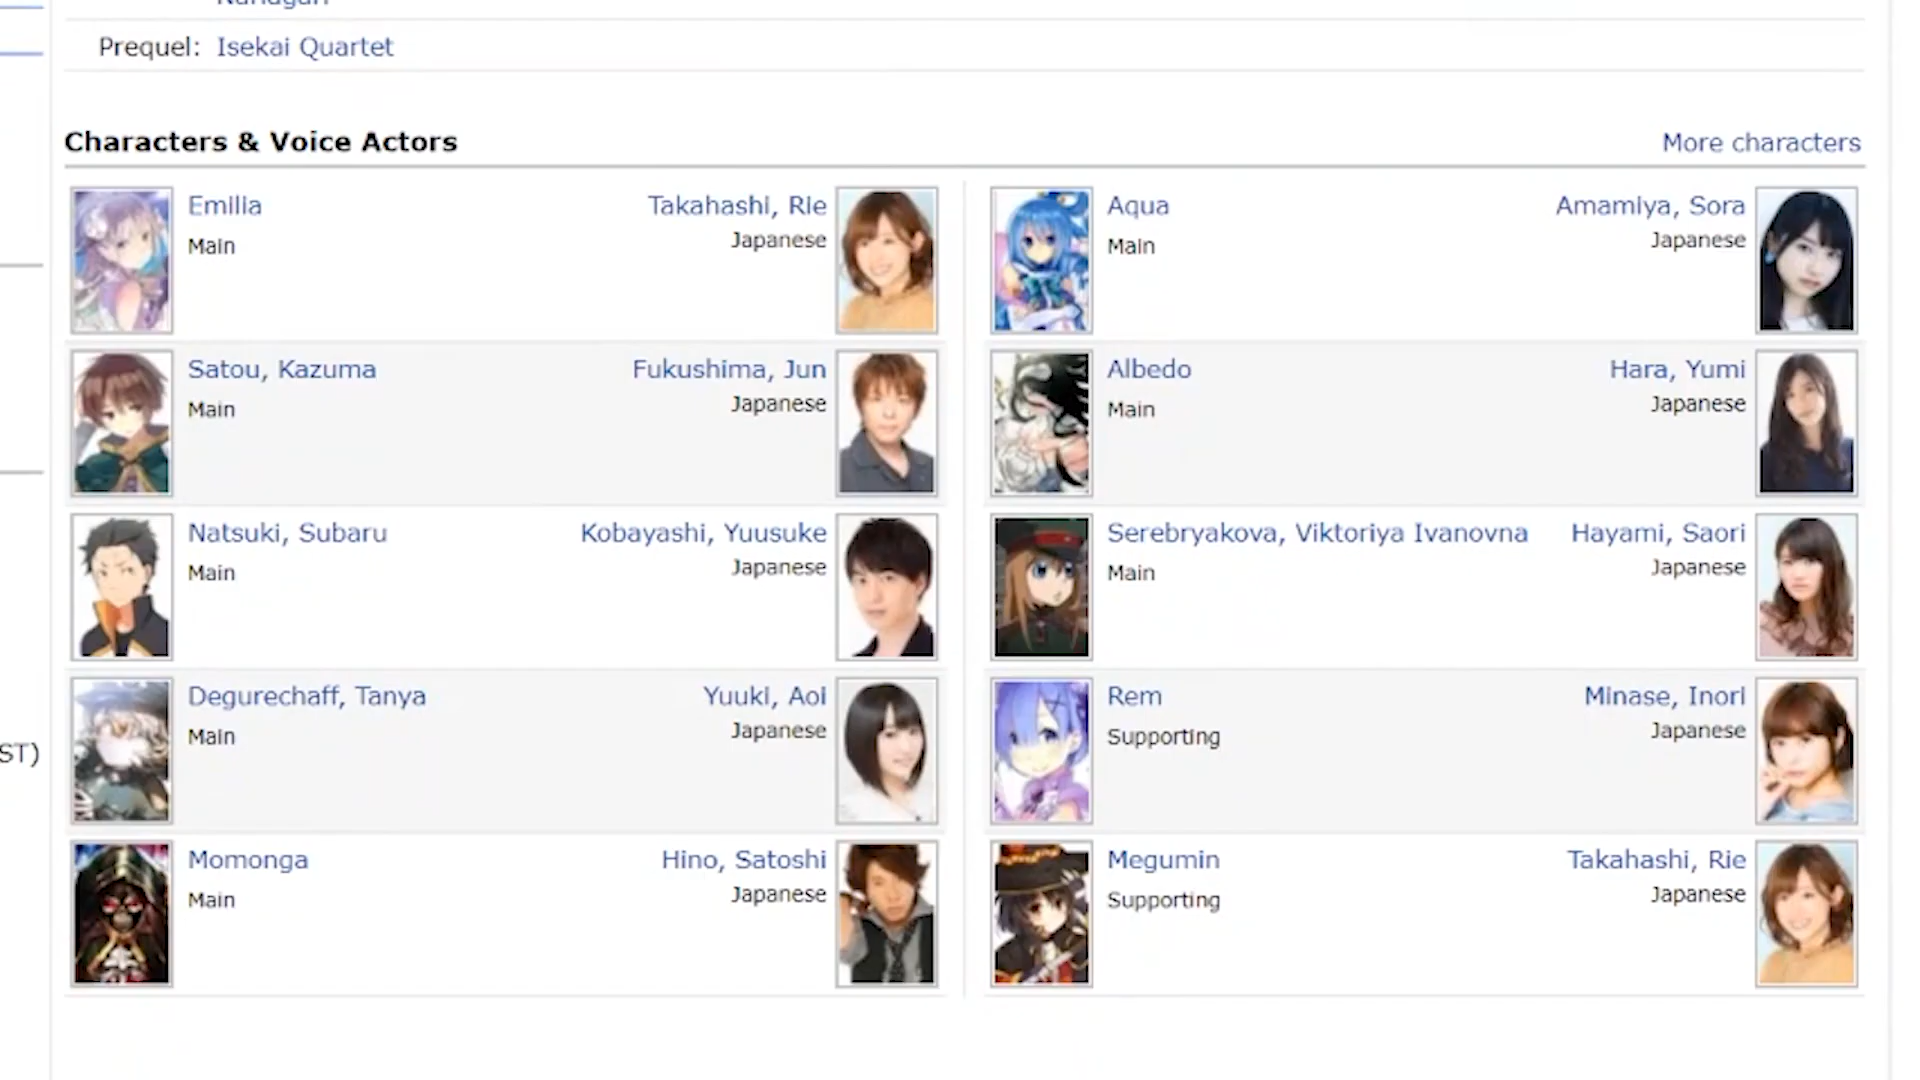 Prequel: Isekai Quartet
Characters & Voice Actors
More characters
Emilia
Takahashi, Rie
Main
Japanese
Aqua
Amamiya, Sora
Main
Japanese
Satou, Kazuma
Fukushima, Jun
Main
Japanese
Albedo
Hara, Yumi
Main
Japanese
Natsuki, Subaru
Kobayashi, Yuusuke
Main
Japanese
Serebryakova, Viktoriya Ivanovna
Hayami, Saori
Main
Japanese
Degurechaff, Tanya
Yuuki, Aoi
Main
Japanese
Rem
Minase, Inori
Supporting
Japanese
ST)
Momonga
Hino, Satoshi
Main
Japanese
Megumin
Takahashi, Rie
Supporting
Japanese